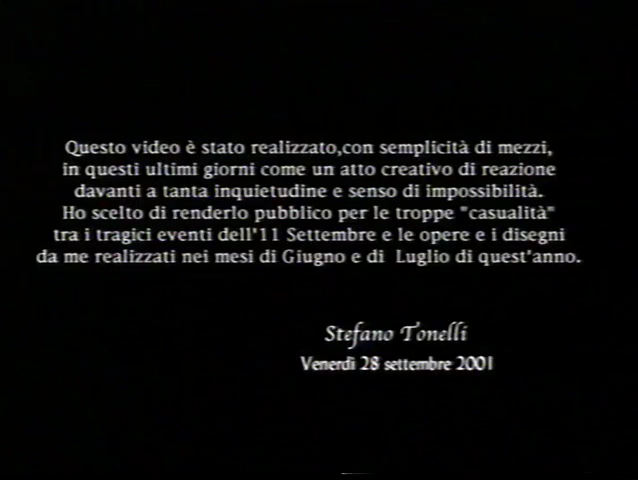 Questo video è stato realizzato,con semplicità di mezzi,
in questi ultimi giorni come un atto creativo di reazione
davanti a tanta inquietudine e senso di impossibilità.
Ho scelto di renderlo pubblico per le troppe "casualità"
tra i tragici eventi dell'11 Settembre e le opere e i disegni
da me realizzati nei mesi di Giugno e di Luglio di quest'anno.
Stefano Tonelli
Venerdì 28 settembre 2001